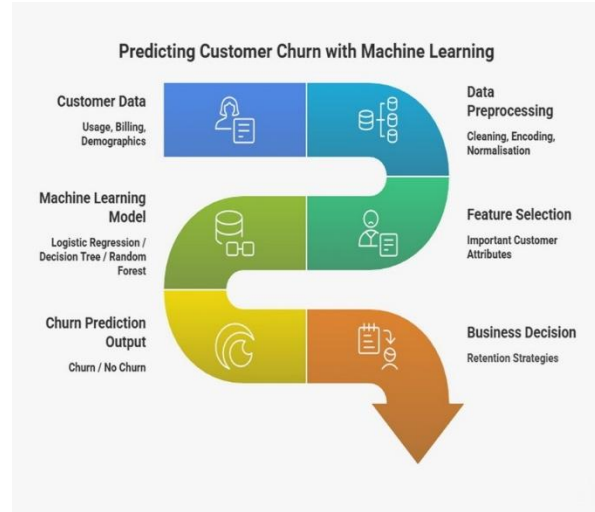 Predicting Customer Churn with Machine Learning
Customer Data
Usage, Billing,
Demographics
Data
Preprocessing
Cleaning, Encoding,
Normalisation
Feature Selection
Important Customer
Attributes
Machine Learning
Model
Logistic Regression /
Decision Tree / Random
Forest
Churn Prediction
Output
Churn / No Churn
Business Decision
Retention Strategies